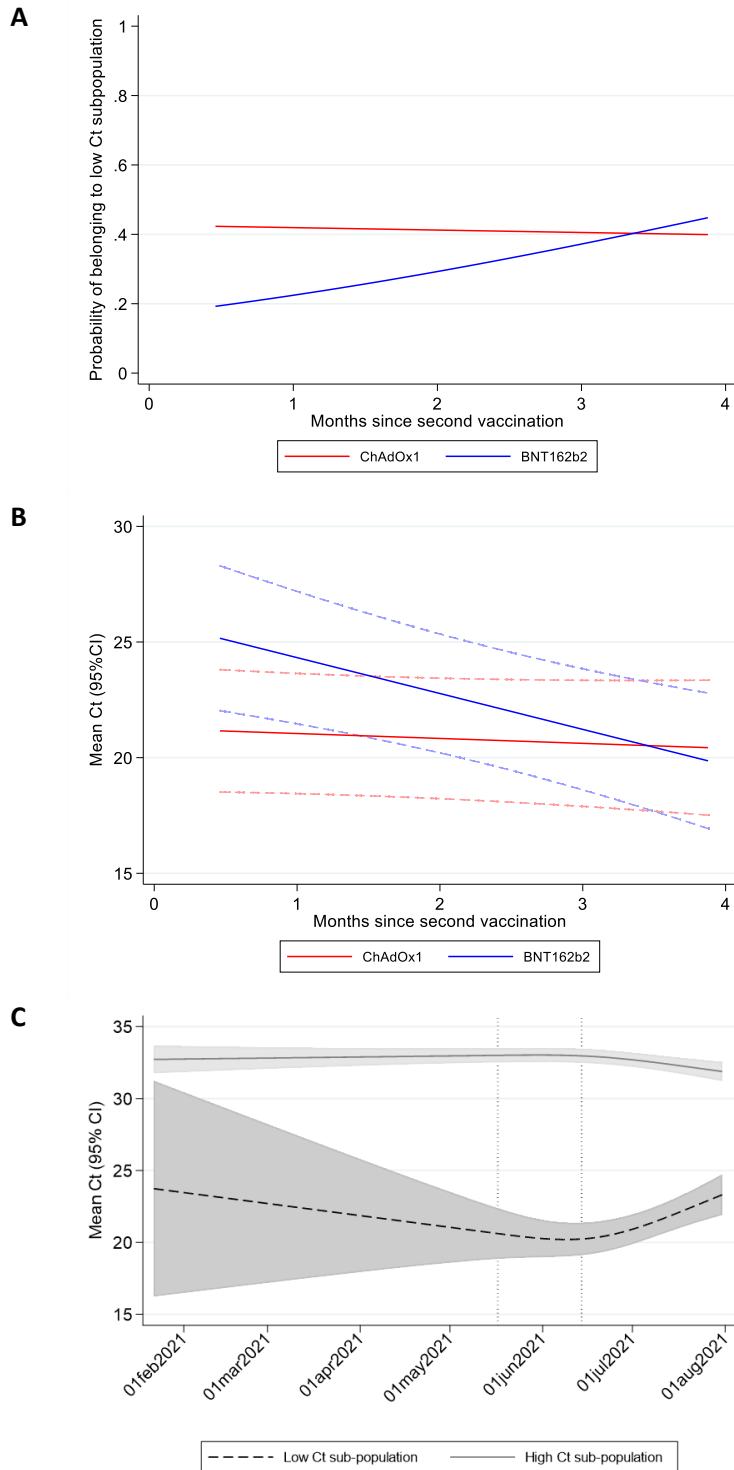 A
Probability of belonging to low Ct subpopulation
1
.8
.6
.4
.2
0
0 1 2 3 4
Months since second vaccination
ChAdOx1 BNT162b2
B
Mean Ct (95%CI)
30
25
20
15
0 1 2 3 4
Months since second vaccination
ChAdOx1 BNT162b2
C
Mean Ct (95% CI)
35
30
25
20
15
01feb2021 01mar2021 01apr2021 01may2021 01jun2021 01jul2021 01aug2021
Low Ct sub-population High Ct sub-population